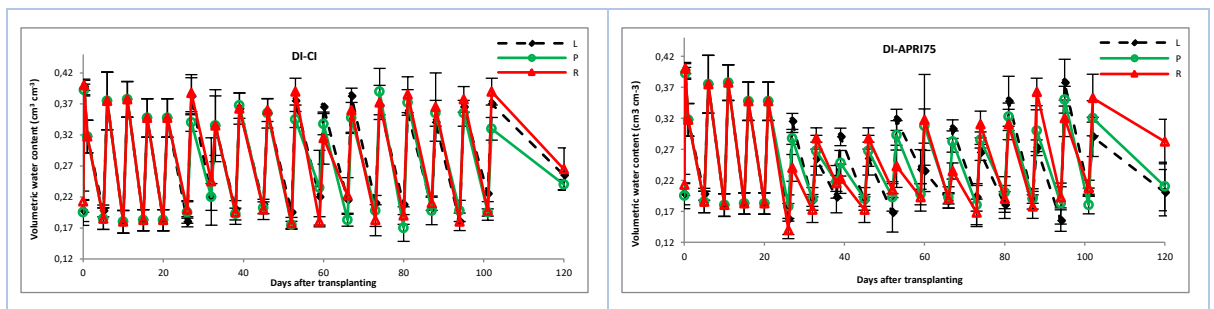 DI-CI
L
P
R
Volumetric water content (cm³ cm³)
0,42
0,37
0,32
0,27
0,22
0,17
0,12
0 20 40 60 80 100 120
Days after transplanting
DI-APRI75
L
P
R
Volumetric water content (cm3 cm-3)
0,42
0,37
0,32
0,27
0,22
0,17
0,12
0 20 40 60 80 100 120
Days after transplanting